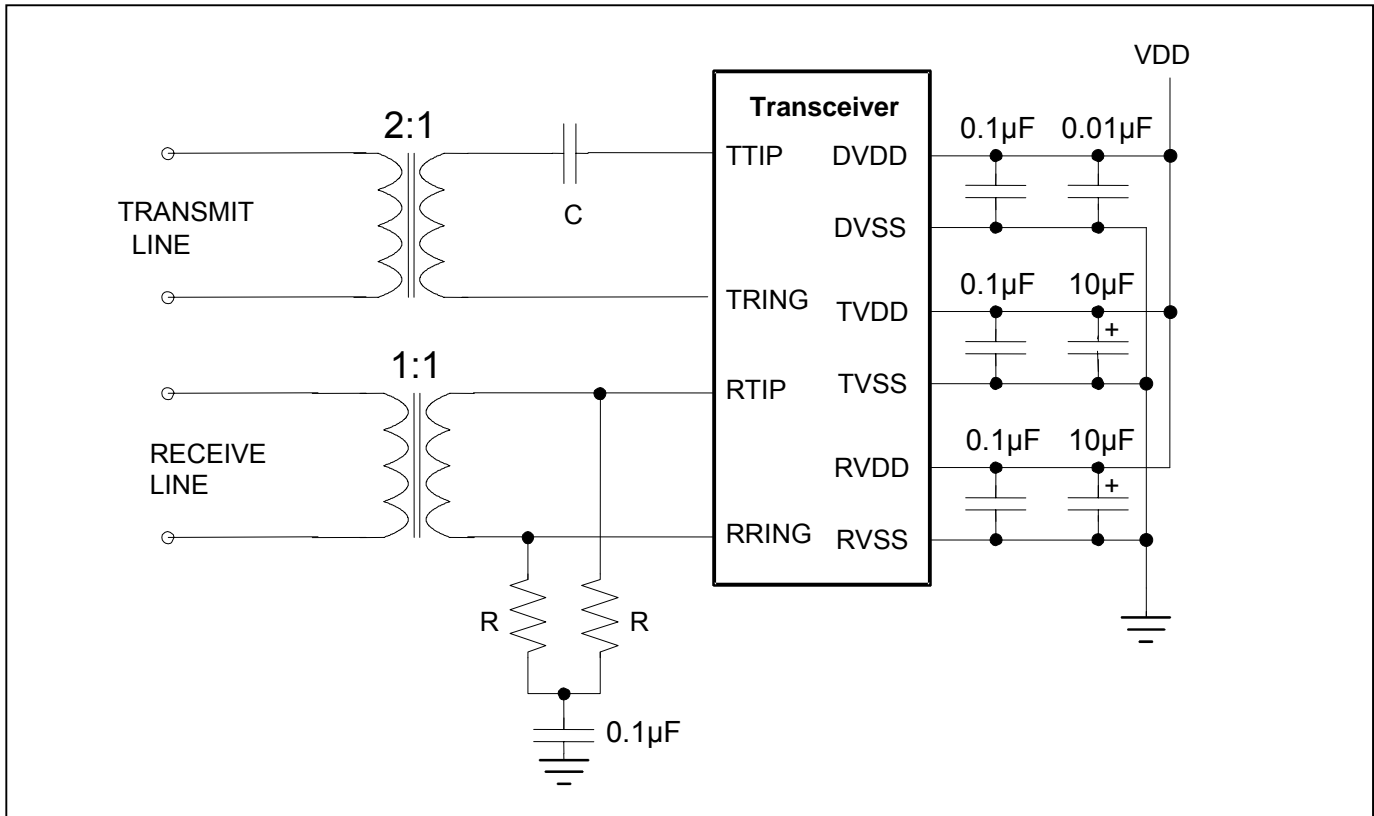 VDD
Transceiver
2:1
0.1µF 0.01µF
TTIP DVDD
TRANSMIT
LINE
C
DVSS
0.1µF 10µF
TRING TVDD
+
1:1
RTIP TVSS
0.1µF 10µF
RECEIVE
LINE
RVDD
+
RRING RVSS
R R
0.1µF